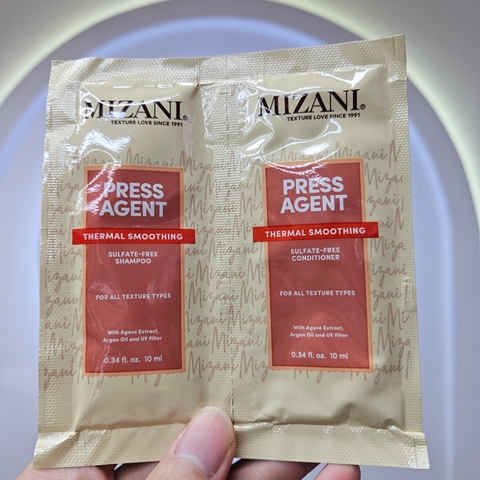 MIZANI®
TEXTURE LOVE SINCE 1991
PRESS
AGENT
THERMAL SMOOTHING
SULFATE-FREE
SHAMPOO
FOR ALL TEXTURE TYPES
With Agave Extract,
Argan Oil and UV filter
0.34 fl. oz. 10 ml
MIZANI®
TEXTURE LOVE SINCE 1991
PRESS
AGENT
THERMAL SMOOTHING
SULFATE-FREE
CONDITIONER
FOR ALL TEXTURE TYPES
With Agave Extract,
Argan Oil and UV filter
0.34 fl. oz. 10 ml